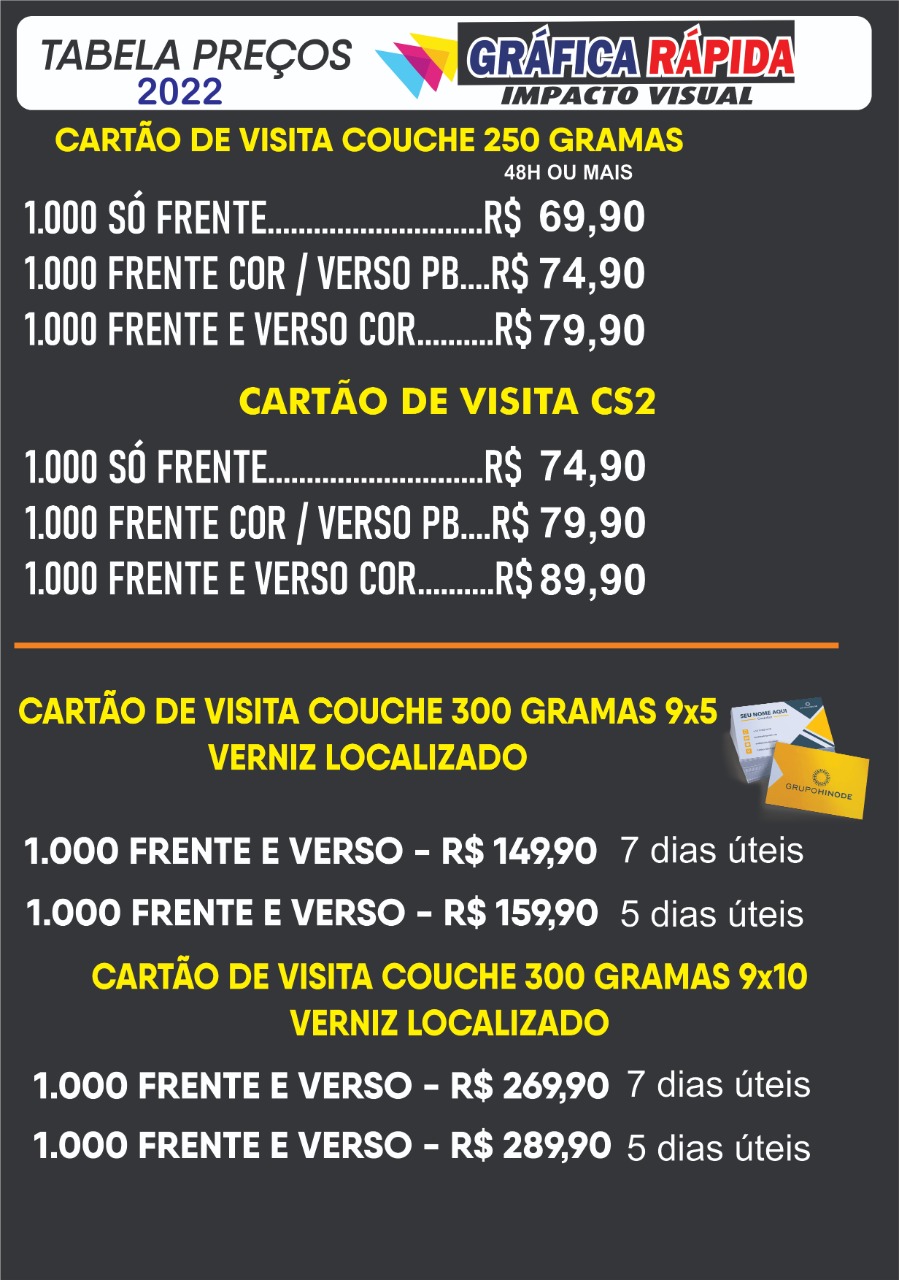 TABELA PREÇOS
2022
GRÁFICA RÁPIDA
IMPACTO VISUAL
CARTÃO DE VISITA COUCHE 250 GRAMAS
48H OU MAIS
1.000 SÓ FRENTE............................R$ 69,90
1.000 FRENTE COR / VERSO PB....R$ 74,90
1.000 FRENTE E VERSO COR..........R$ 79,90
CARTÃO DE VISITA CS2
1.000 SÓ FRENTE............................R$ 74,90
1.000 FRENTE COR / VERSO PB....R$ 79,90
1.000 FRENTE E VERSO COR..........R$ 89,90
CARTÃO DE VISITA COUCHE 300 GRAMAS 9x5
VERNIZ LOCALIZADO
SEU NOME AQUI
GRUPOHINODE
1.000 FRENTE E VERSO - R$ 149,90 7 dias úteis
1.000 FRENTE E VERSO - R$ 159,90 5 dias úteis
CARTÃO DE VISITA COUCHE 300 GRAMAS 9x10
VERNIZ LOCALIZADO
1.000 FRENTE E VERSO - R$ 269,90 7 dias úteis
1.000 FRENTE E VERSO - R$ 289,90 5 dias úteis